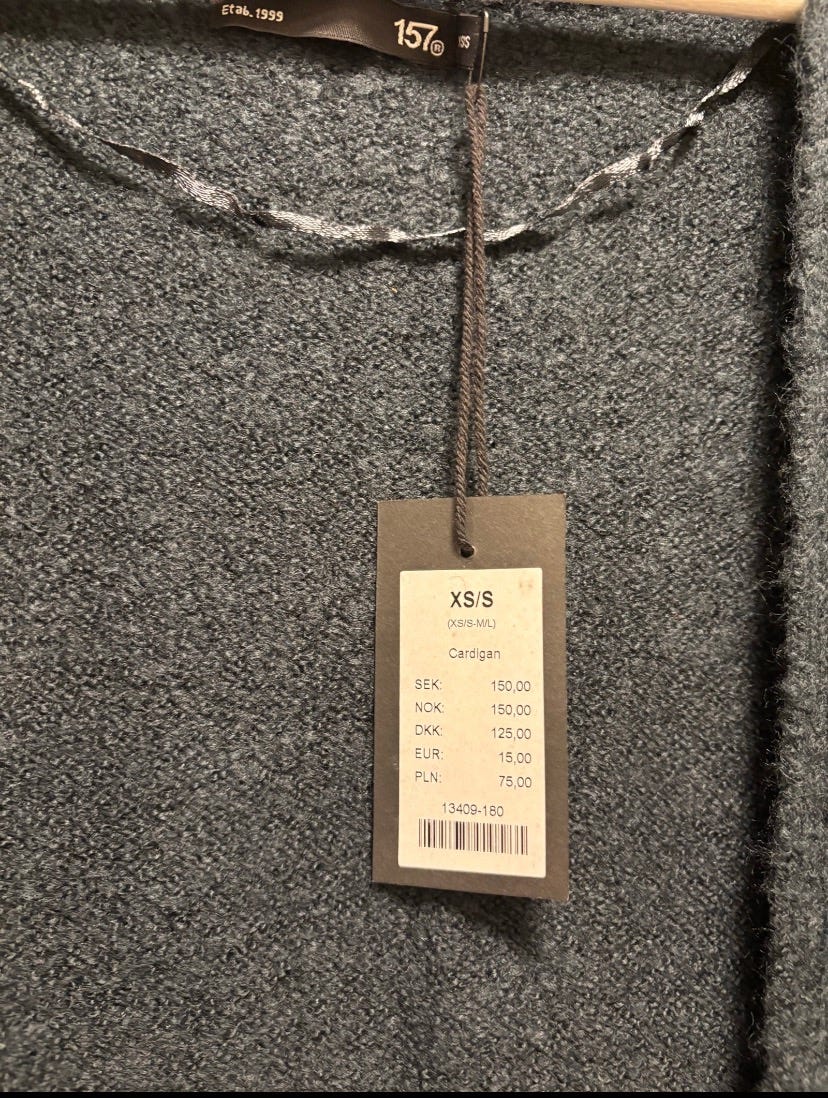 Etab.1999
157®
XS/S
(XS/S-M/L)
Cardigan
SEK: 150,00
NOK: 150,00
DKK: 125,00
EUR: 15,00
PLN: 75,00
13409-180